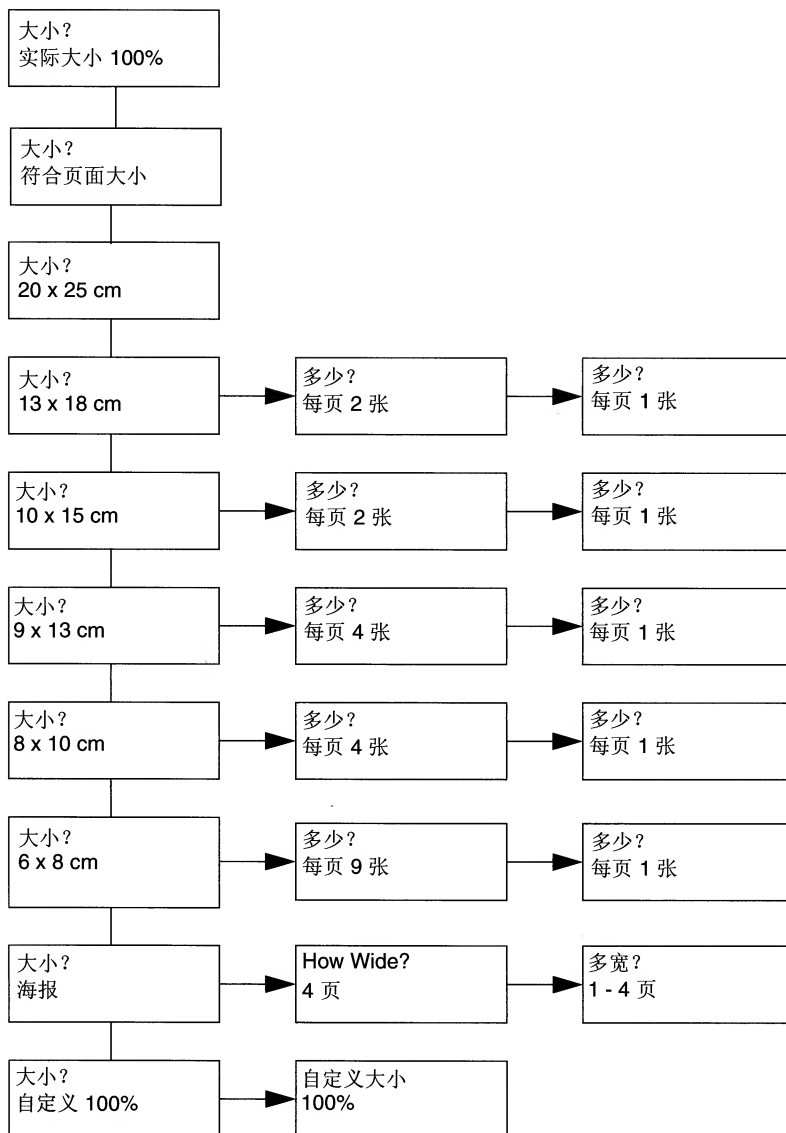 大小?
实际大小 100%
大小?
符合页面大小
大小?
20 x 25 cm
大小?
13 x 18 cm
多少?
每页 2 张
多少?
每页 1 张
大小?
10 x 15 cm
多少?
每页 2 张
多少?
每页 1 张
大小?
9 x 13 cm
多少?
每页 4 张
多少?
每页 1 张
大小?
8 x 10 cm
多少?
每页 4 张
多少?
每页 1 张
大小?
6 x 8 cm
多少?
每页 9 张
多少?
每页 1 张
大小?
海报
How Wide?
4 页
多宽?
1 - 4 页
大小?
自定义 100%
自定义大小
100%